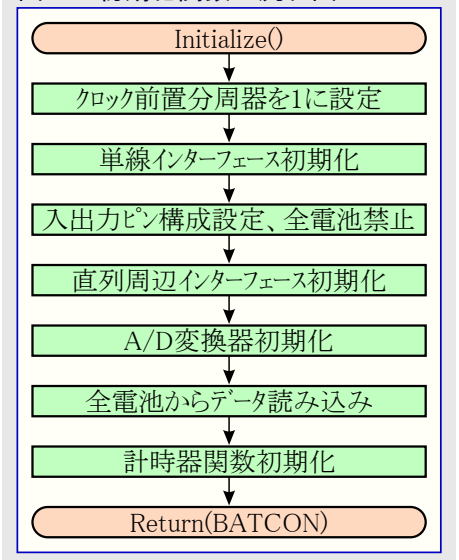 Initialize()
クロック前置分周器を1に設定
単線インターフェース初期化
入出力ピン構成設定、全電池禁止
直列周辺インターフェース初期化
A/D変換器初期化
全電池からデータ読み込み
計時器関数初期化
Return(BATCON)